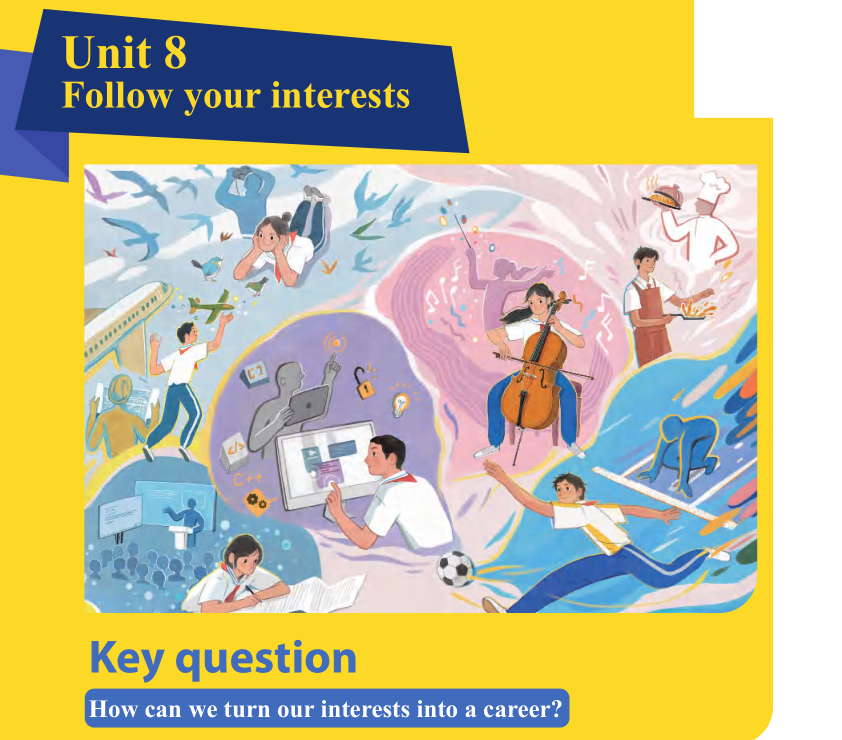 Unit 8
Follow your interests
[ ]
</>
C++
Key question
How can we turn our interests into a career?